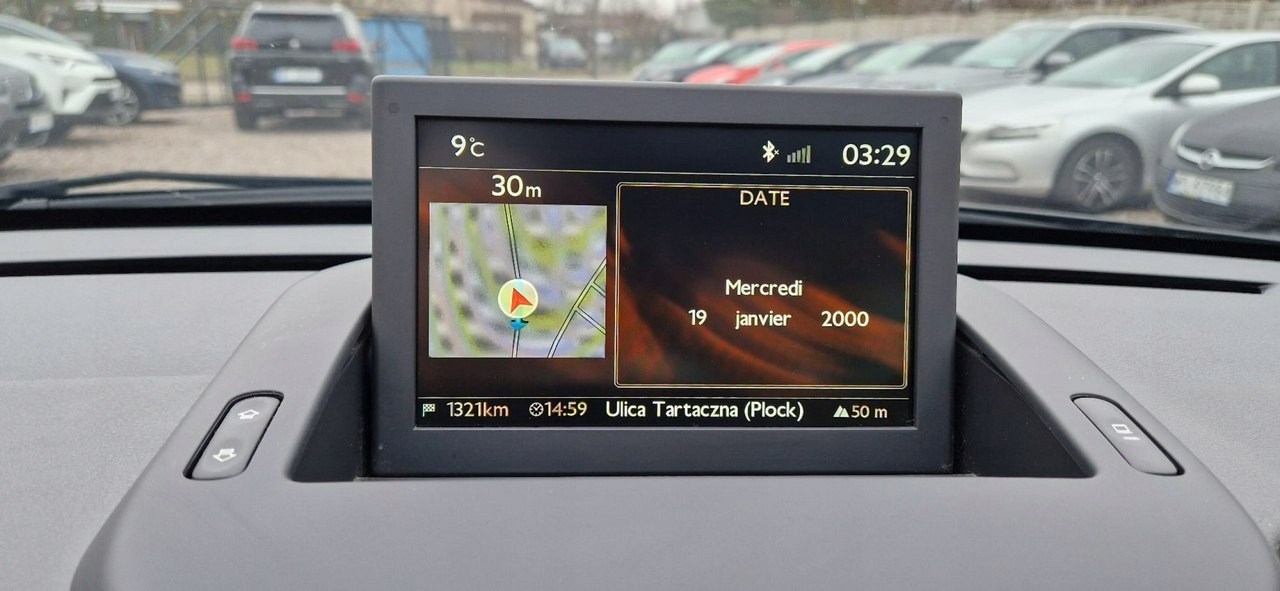 9°C 03:29
30m
DATE
Mercredi
19 janvier 2000
1321km 14:59 Ulica Tartaczna (Plock) 50 m